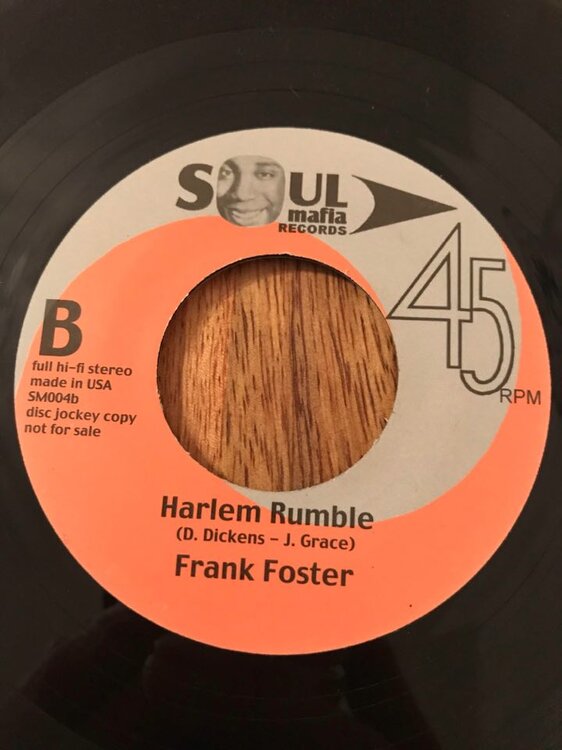 SOUL
mafia
RECORDS
45
RPM
B
full hi-fi stereo
made in USA
SM004b
disc jockey copy
not for sale
Harlem Rumble
(D. Dickens - J. Grace)
Frank Foster